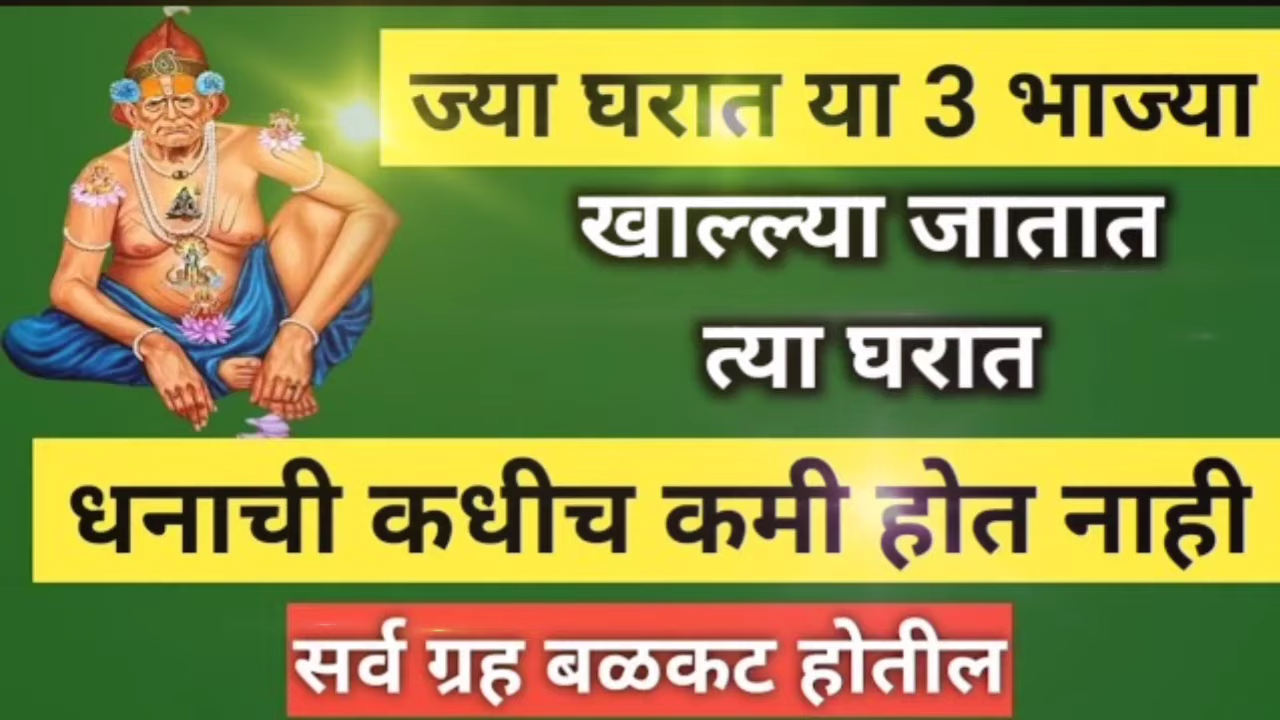 ज्या घरात या 3 भाज्या
खाल्ल्या जातात
त्या घरात
धनाची कधीच कमी होत नाही
सर्व ग्रह बळकट होतील